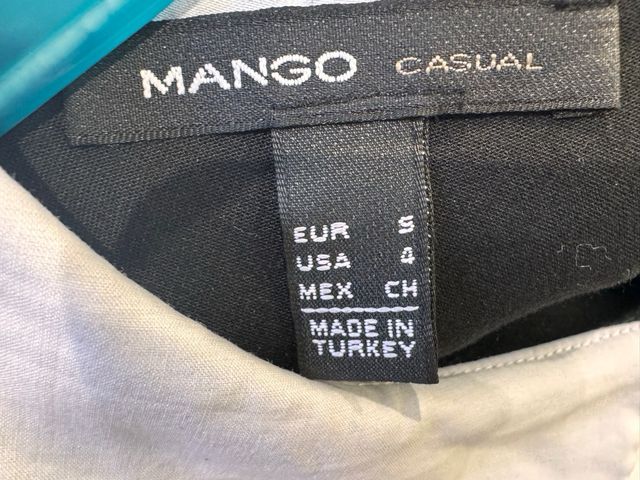 MANGO CASUAL
EUR S
USA 4
MEX CH
MADE IN
TURKEY